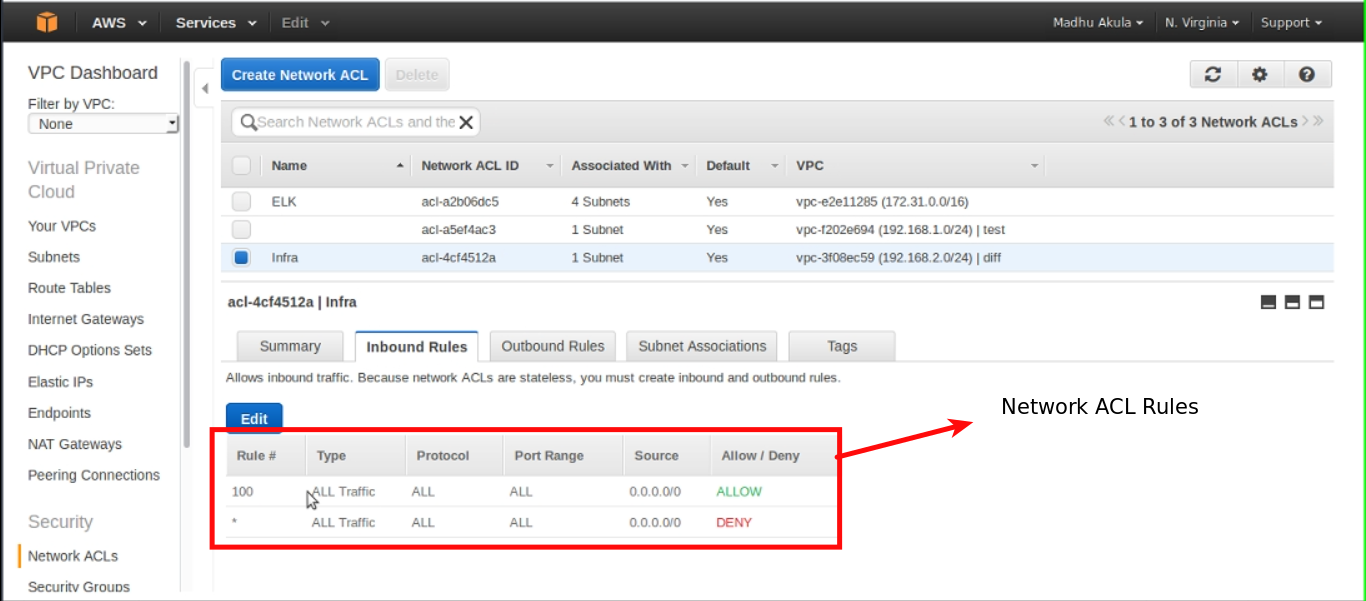 AWS Services Edit Madhu Akula N. Virginia Support
VPC Dashboard
Filter by VPC:
None
Virtual Private
Cloud
Your VPCs
Subnets
Route Tables
Internet Gateways
DHCP Options Sets
Elastic IPs
Endpoints
NAT Gateways
Peering Connections
Security
Network ACLs
Security Groups
Create Network ACL Delete
Search Network ACLs and the 1 to 3 of 3 Network ACLs
Name Network ACL ID Associated With Default VPC
ELK acl-a2b06dc5 4 Subnets Yes vpc-e2e11285 (172.31.0.0/16)
acl-a5ef4ac3 1 Subnet Yes vpc-f202e694 (192.168.1.0/24) | test
Infra acl-4cf4512a 1 Subnet Yes vpc-3f08ec59 (192.168.2.0/24) | diff
acl-4cf4512a | Infra
Summary Inbound Rules Outbound Rules Subnet Associations Tags
Allows inbound traffic. Because network ACLs are stateless, you must create inbound and outbound rules.
Edit
Network ACL Rules
Rule # Type Protocol Port Range Source Allow / Deny
100 ALL Traffic ALL ALL 0.0.0.0/0 ALLOW
* ALL Traffic ALL ALL 0.0.0.0/0 DENY